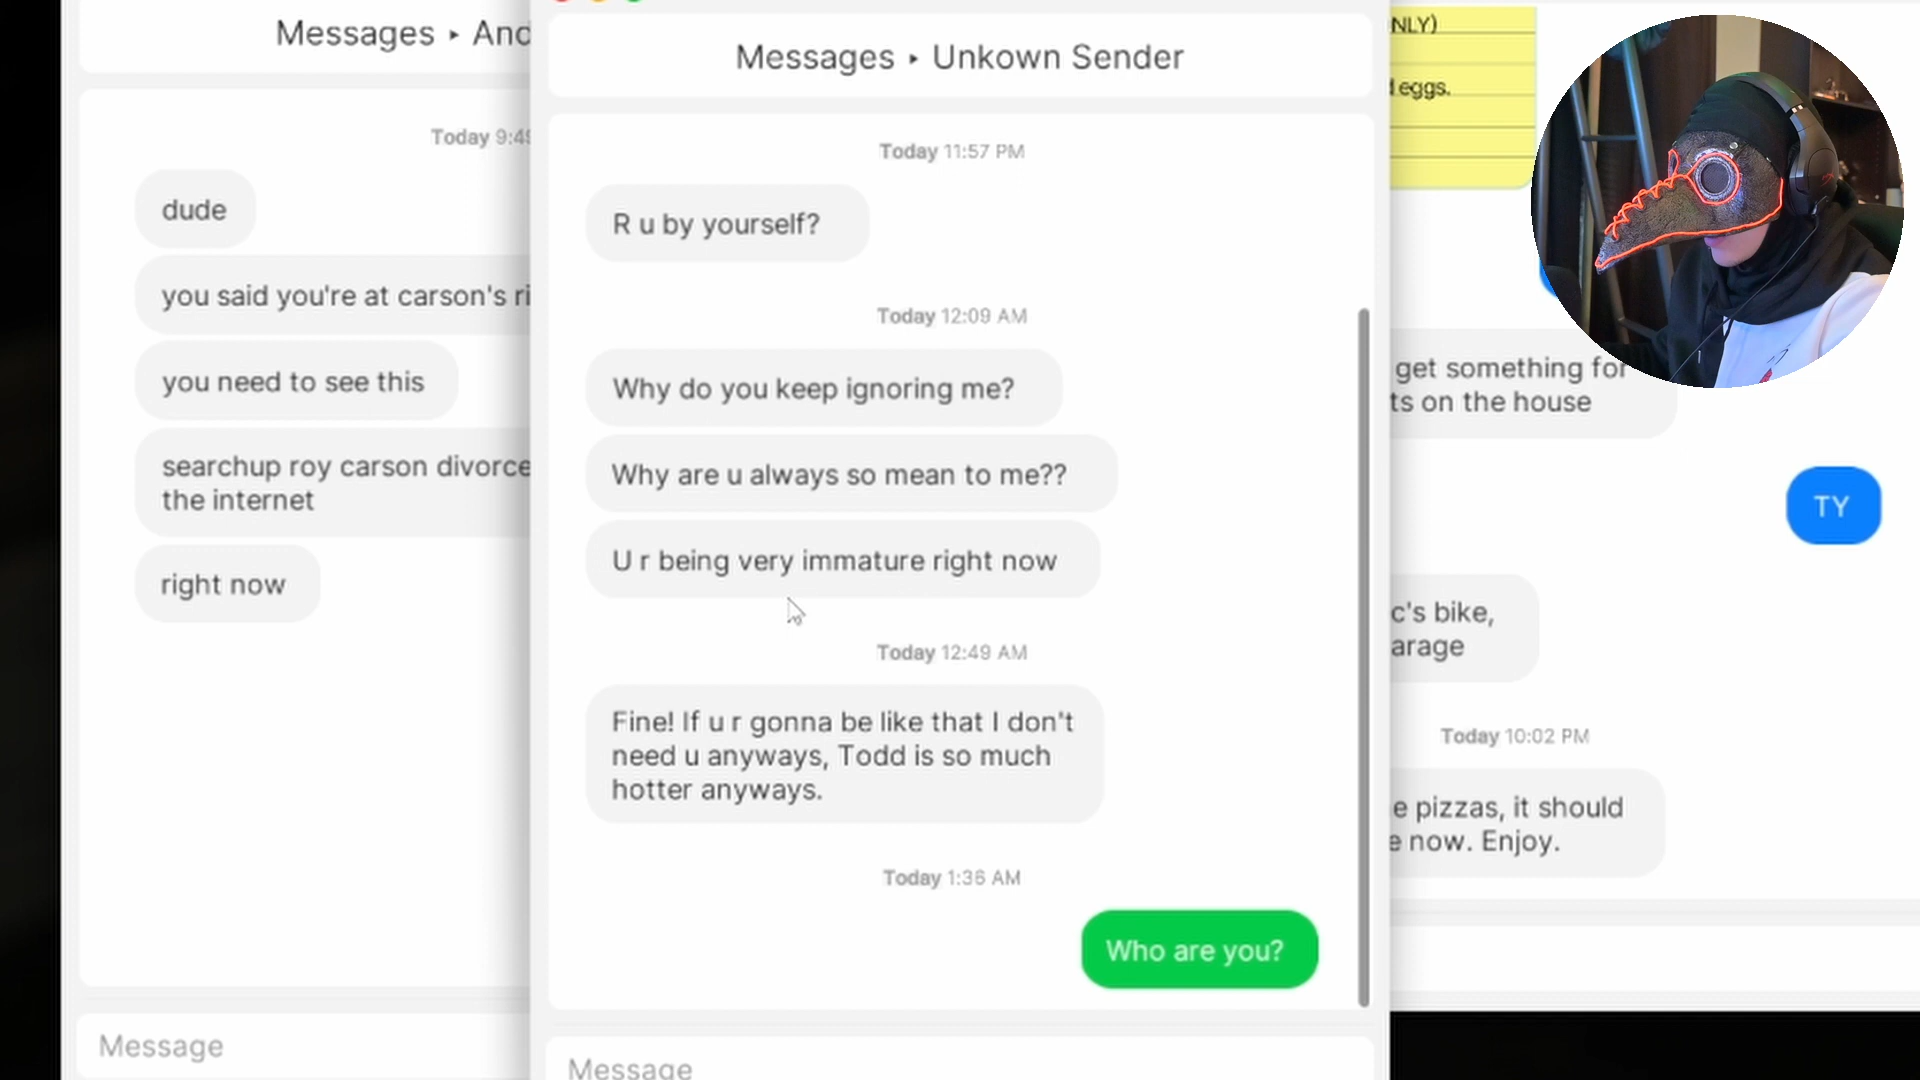 Messages ▸ And
Today 9:49
dude
you said you're at carson's ri
you need to see this
searchup roy carson divorce
the internet
right now
Message
Messages ▸ Unkown Sender
Today 11:57 PM
R u by yourself?
Today 12:09 AM
Why do you keep ignoring me?
Why are u always so mean to me??
U r being very immature right now
Today 12:49 AM
Fine! If u r gonna be like that I don't
need u anyways, Todd is so much
hotter anyways.
Today 1:36 AM
Who are you?
Message
NLY)
eggs.
get something for
ts on the house
TY
c's bike,
arage
Today 10:02 PM
e pizzas, it should
e now. Enjoy.